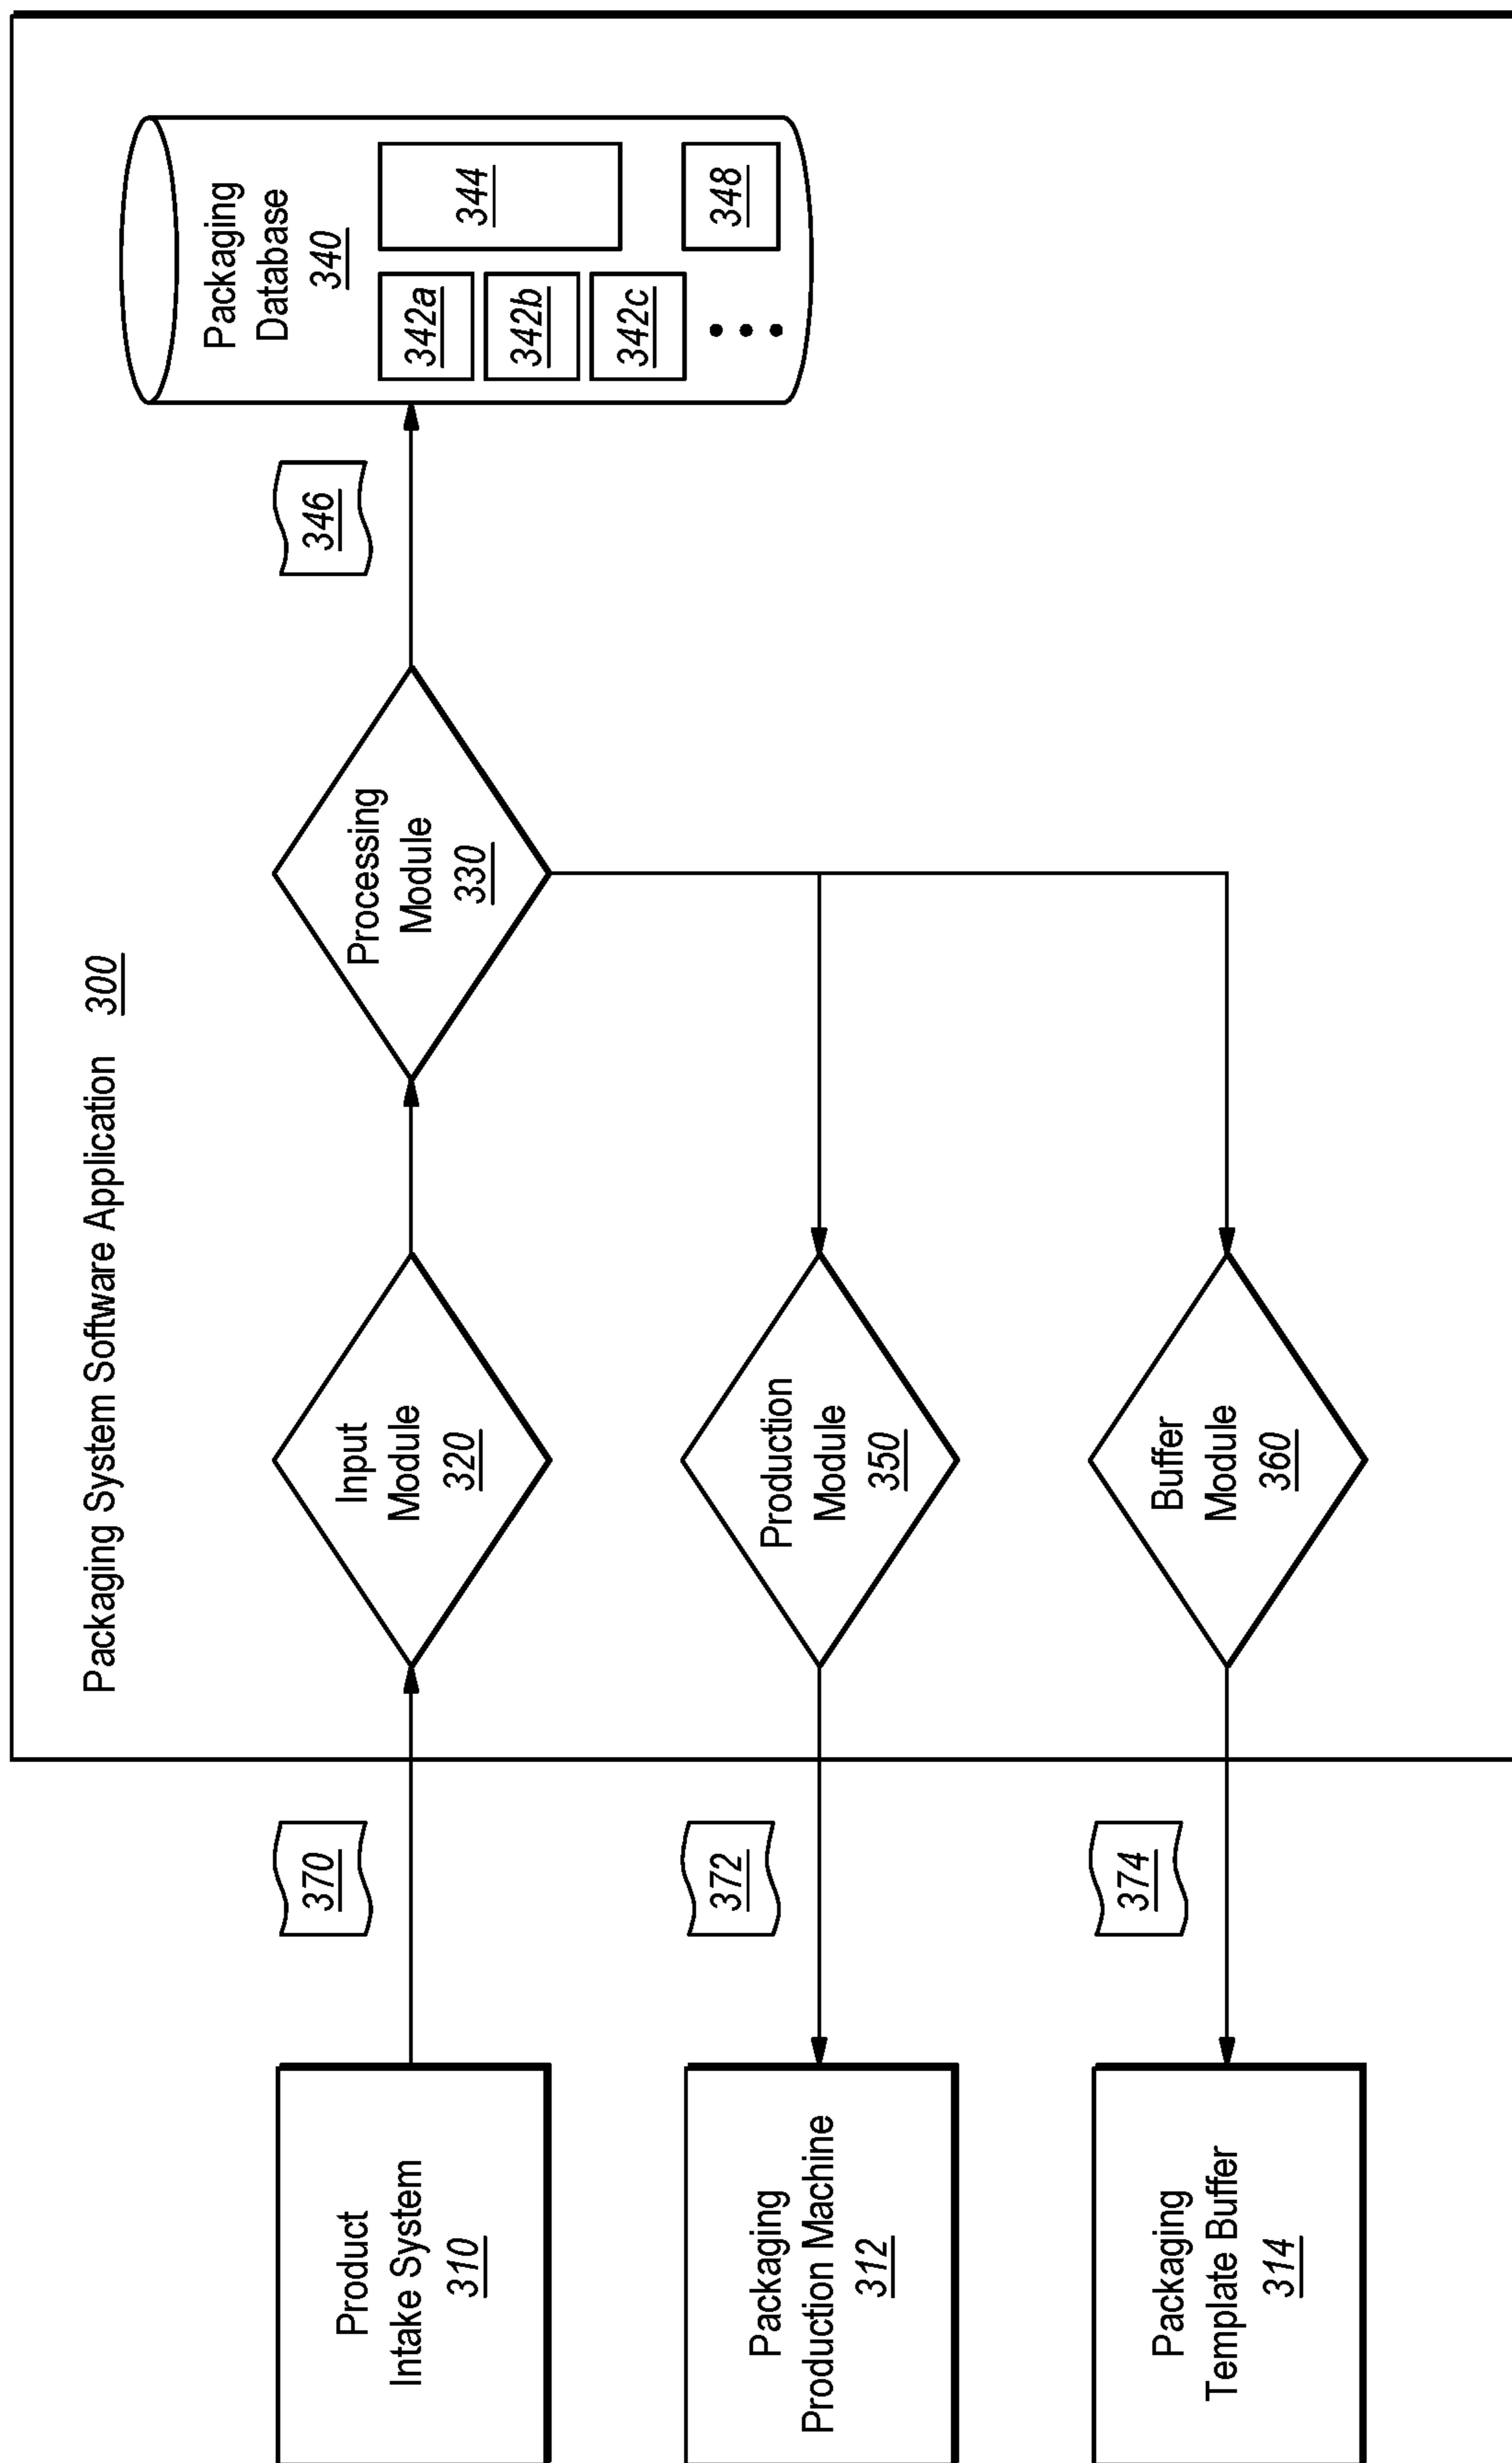 Packaging System Software Application 300
Product
Intake System
310
370
Input
Module
320
Processing
Module
330
346
Packaging
Database
340
342a
342b
342c
344
348
Packaging
Production Machine
312
372
Production
Module
350
Packaging
Template Buffer
314
374
Buffer
Module
360